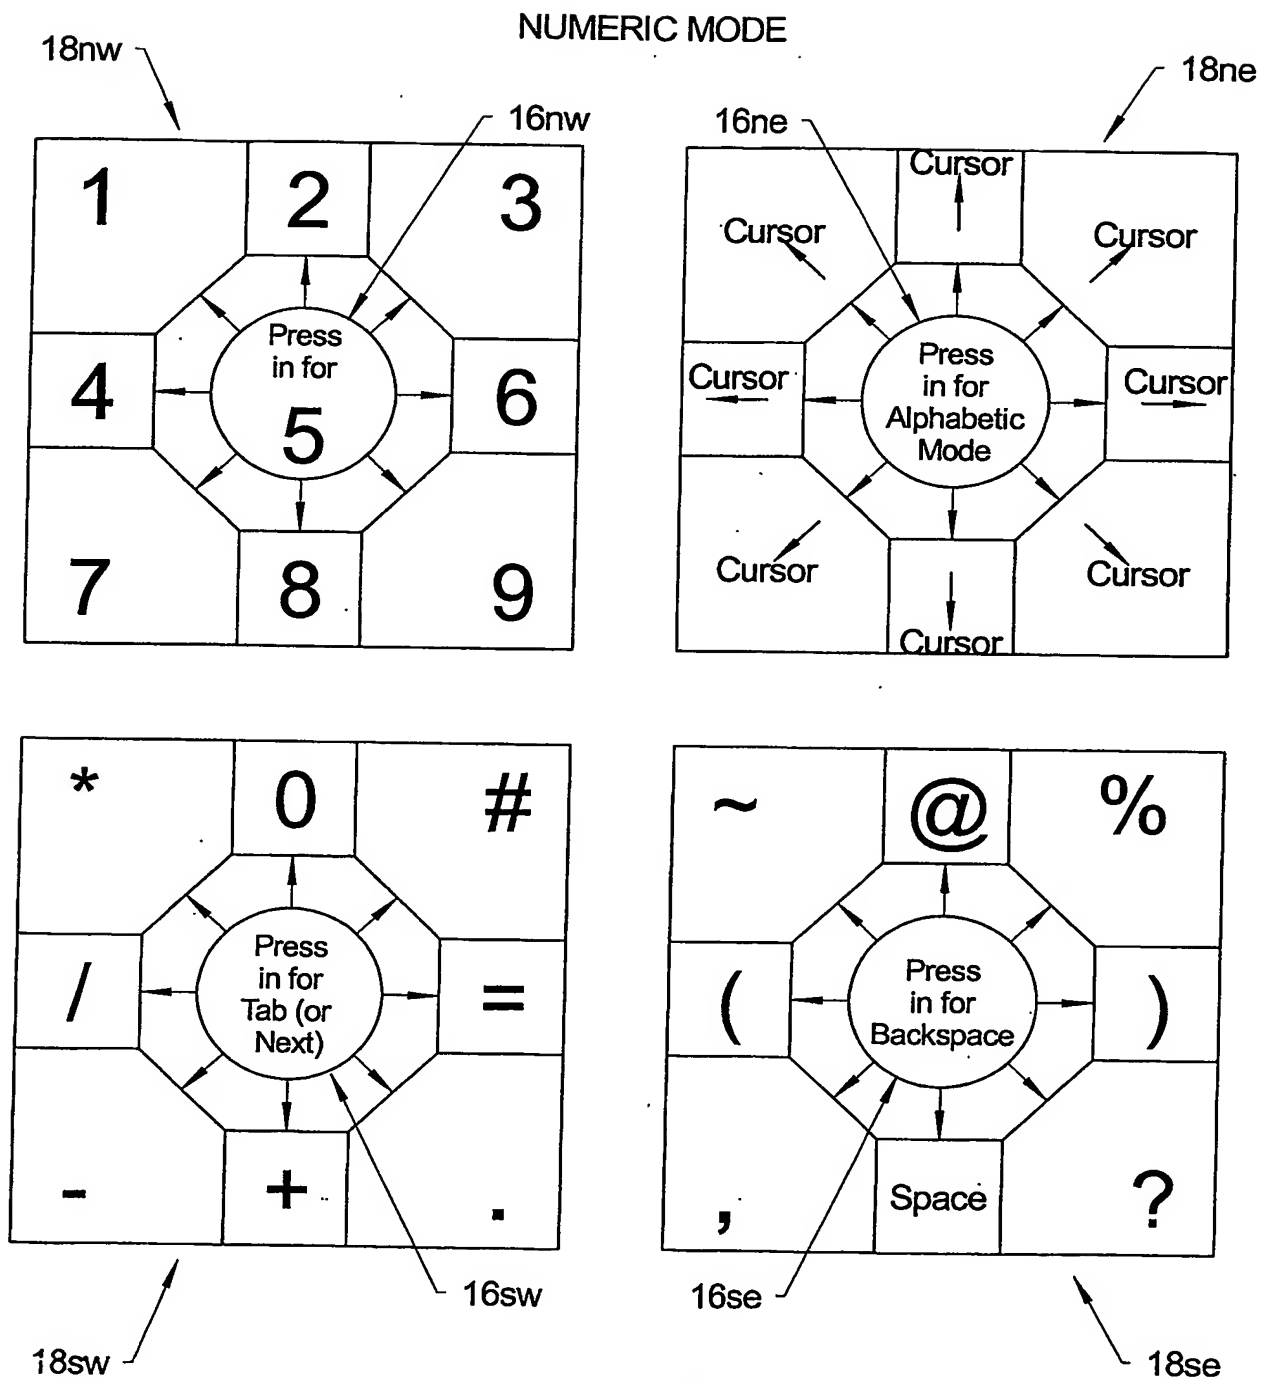 NUMERIC MODE
18nw
18ne
16nw
16ne
1 2 3
Press
in for
5
4
6
7 8 9
Cursor
Cursor
Cursor
Cursor
Press
in for
Alphabetic
Mode
Cursor
Cursor
Cursor
Cursor
* 0 #
/
Press
in for
Tab (or
Next)
=
- + .
~ @ %
(
Press
in for
Backspace
)
, Space ?
16sw
16se
18sw
18se